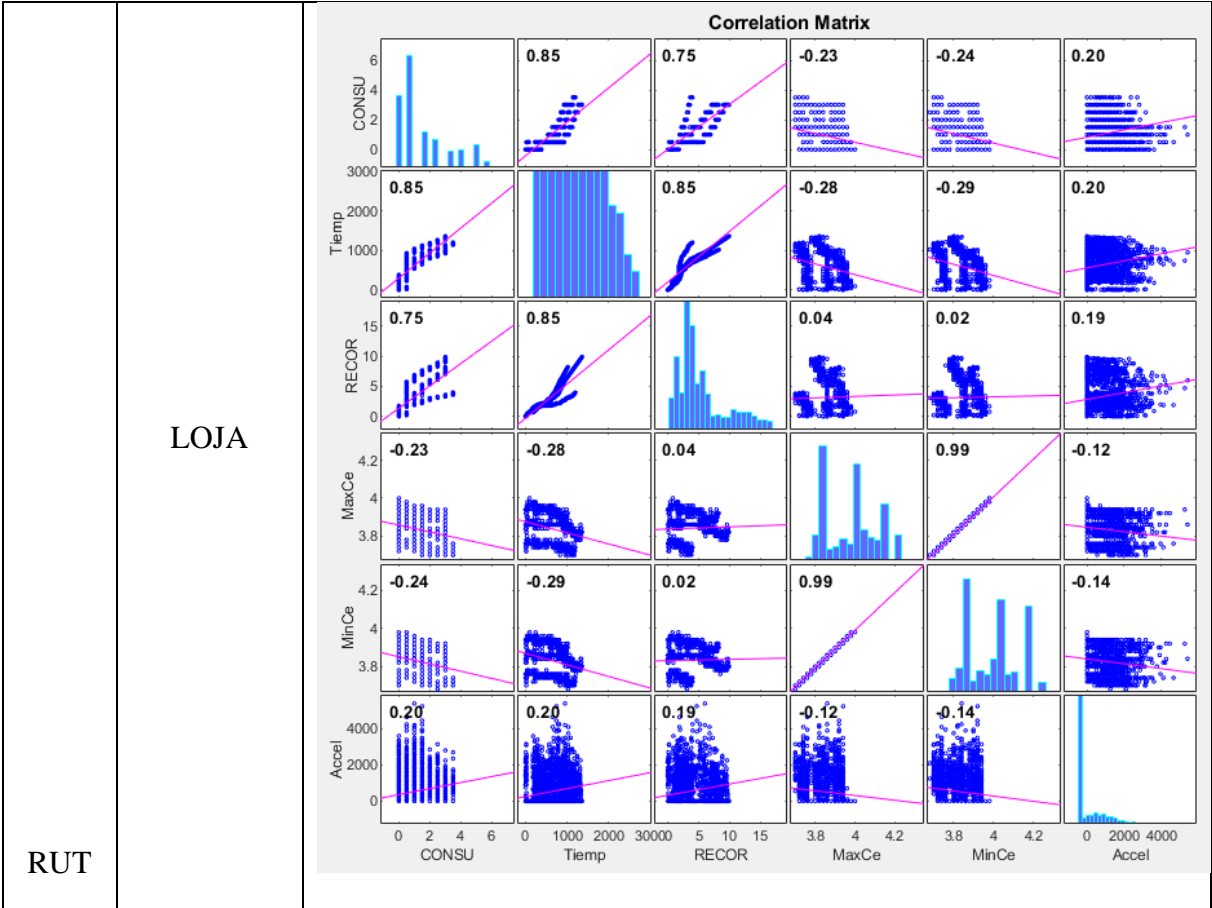 Correlation Matrix
0.85 0.75 -0.23 -0.24 0.20
6
4
2
0
CONSU
0.85 0.85 -0.28 -0.29 0.20
3000
2000
1000
0
Tiemp
0.75 0.85 0.04 0.02 0.19
15
10
5
0
RECOR
LOJA
-0.23 -0.28 0.04 0.99 -0.12
4.2
4
3.8
MaxCe
-0.24 -0.29 0.02 0.99 -0.14
4.2
4
3.8
MinCe
0.20 0.20 0.19 -0.12 -0.14
4000
2000
0
Accel
0 2 4 6 0 1000 2000 3000 0 5 10 15 3.8 4 4.2 3.8 4 4.2 0 2000 4000
CONSU Tiemp RECOR MaxCe MinCe Accel
RUT